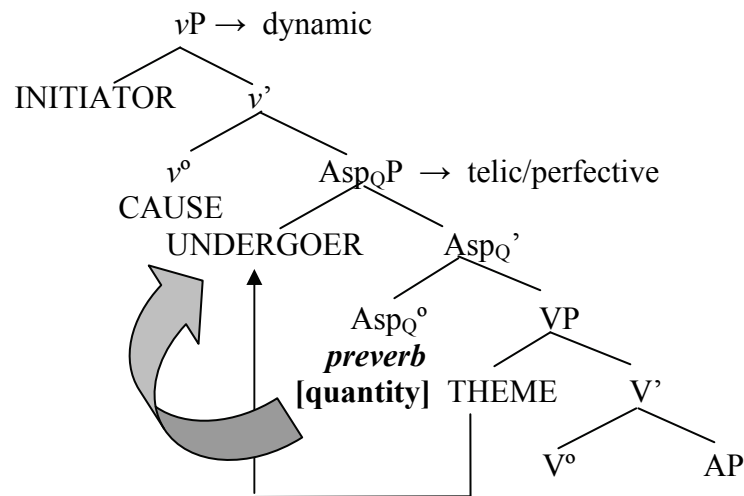 vP → dynamic
INITIATOR v’
vº AspQP → telic/perfective
CAUSE
UNDERGOER AspQ’
AspQº VP
preverb
[quantity] THEME V’
Vº AP